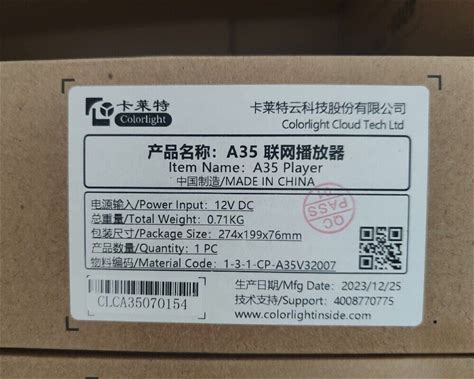 卡莱特
Colorlight
卡莱特云科技股份有限公司
Colorlight Cloud Tech Ltd
产品名称：A35 联网播放器
Item Name: A35 Player
中国制造/MADE IN CHINA
电源输入/Power Input: 12V DC
总重量/Total Weight: 0.71KG
包装尺寸/Package Size: 274x199x76mm
产品数量/Quantity: 1 PC
物料编码/Material Code: 1-3-1-CP-A35V32007
QC
PASS
01
CLCA35070154
生产日期/Mfg Date: 2023/12/25
技术支持/Support: 4008770775
www.colorlightinside.com